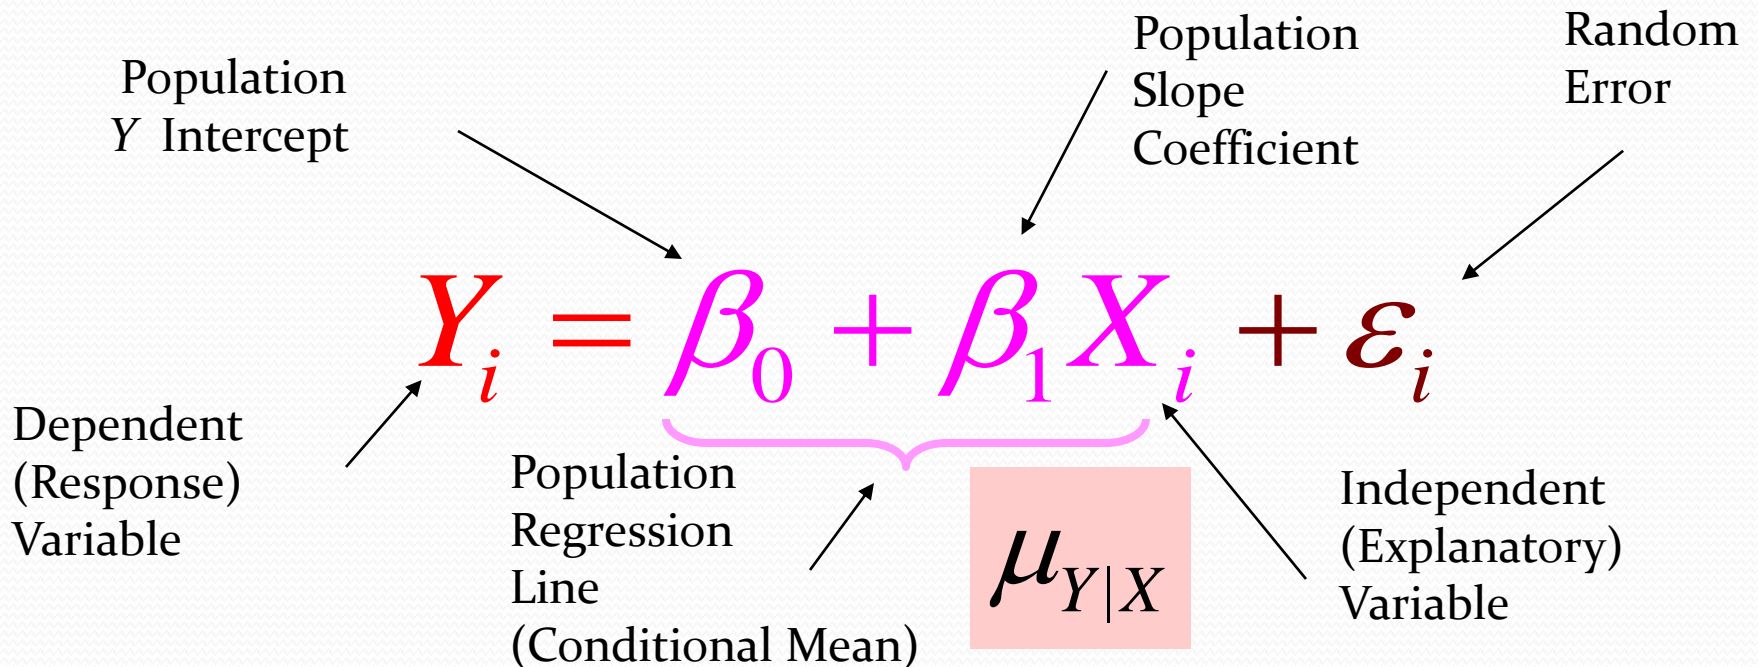 Population
Y Intercept
Population
Slope
Coefficient
Random
Error
Yᵢ = β₀ + β₁Xᵢ + εᵢ
Dependent
(Response)
Variable
Population
Regression
Line
(Conditional Mean)
μ_{Y|X}
Independent
(Explanatory)
Variable